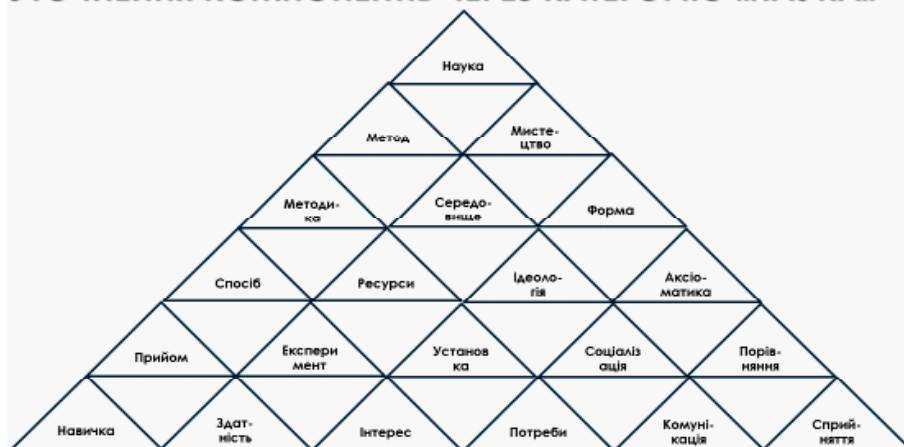 Наука
Метод
Мисте-
цтво
Методи-
ка
Середо-
вище
Форма
Спосіб
Ресурси
Ідеоло-
гія
Аксіо-
матика
Прийом
Експери
мент
Установ
ка
Соціаліз
ація
Порів-
няння
Навичка
Здат-
ність
Інтерес
Потреби
Комуні-
кація
Сприй-
няття